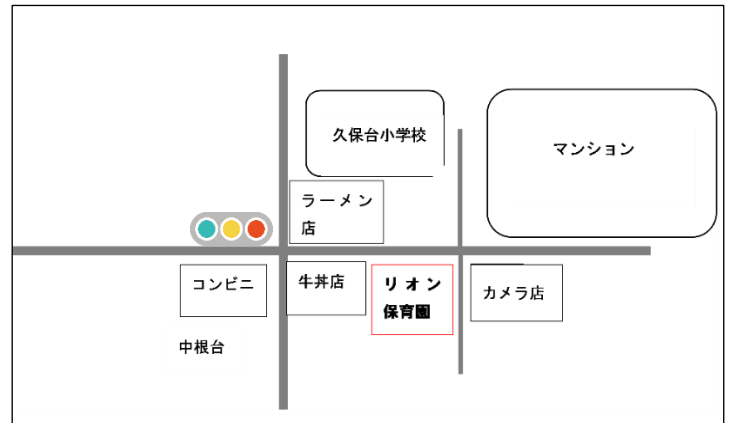 久保台小学校
マンション
ラーメン
店
コンビニ
牛丼店
リオン
保育園
カメラ店
中根台